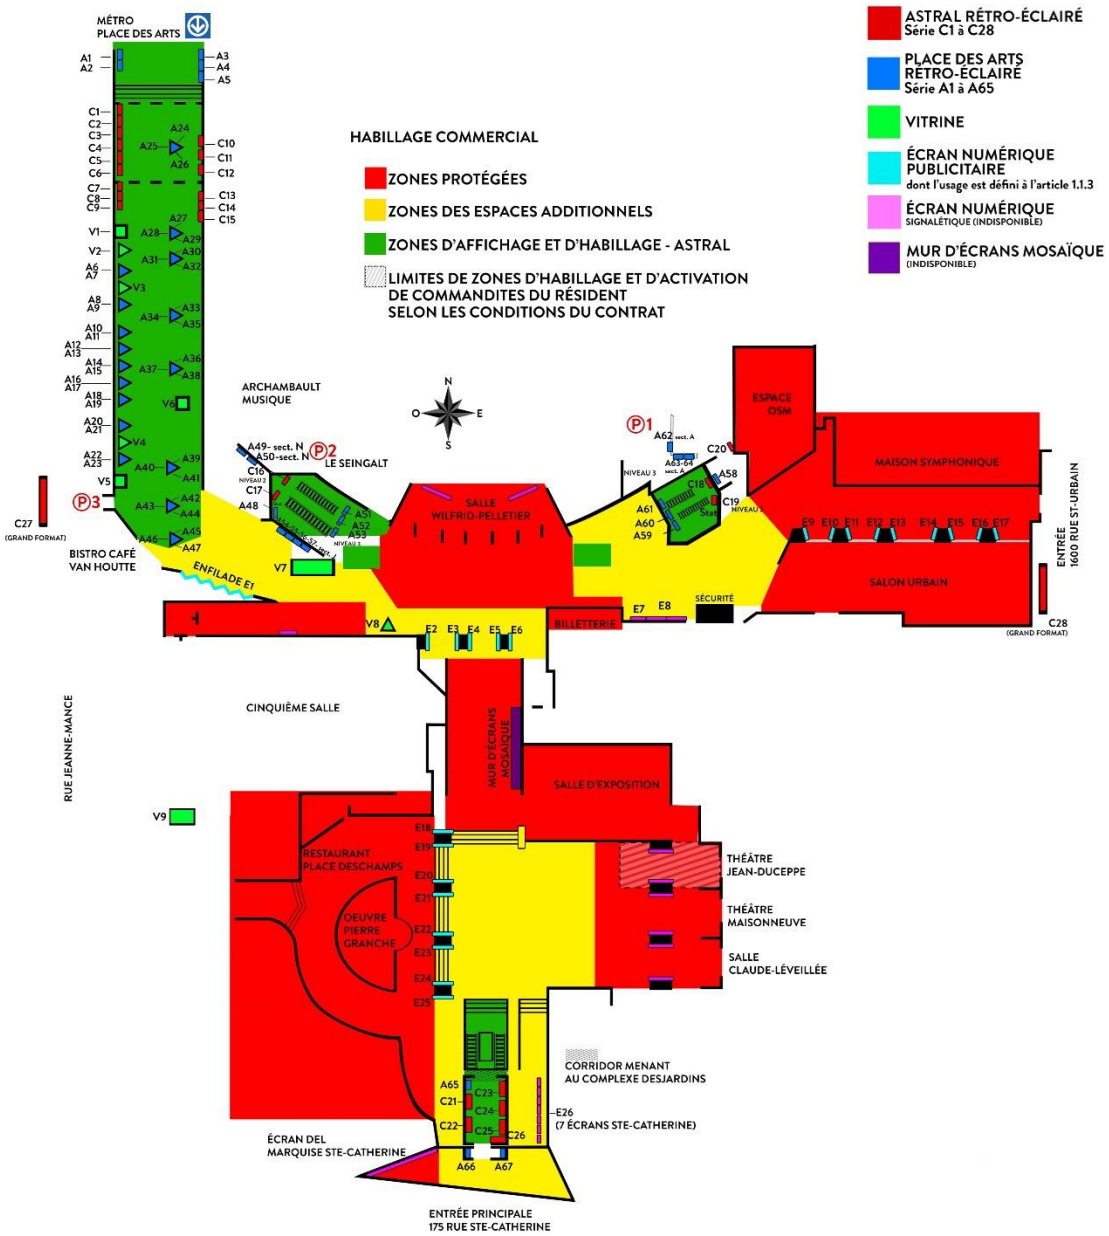 MÉTRO
PLACE DES ARTS
A1
A2
A3
A4
A5
C1
C2
C3
C4
C5
C6
C7
C8
C9
A24
A25
A26
C10
C11
C12
C13
C14
C15
A27
V1
A28
A29
A30
V2
A31
A32
A6
A7
V3
A8
A9
A33
A34
A35
A10
A11
A12
A13
A14
A15
A36
A37
A38
A16
A17
A18
A19
V6
A20
A21
V4
A22
A23
A39
A40
A41
V5
P3
A42
A43
A44
A45
A46
A47
C27
(GRAND FORMAT)
BISTRO CAFÉ
VAN HOUTTE
ENFILADE E1
HABILLAGE COMMERCIAL
ZONES PROTÉGÉES
ZONES DES ESPACES ADDITIONNELS
ZONES D'AFFICHAGE ET D'HABILLAGE - ASTRAL
LIMITES DE ZONES D'HABILLAGE ET D'ACTIVATION
DE COMMANDITES DU RÉSIDENT
SELON LES CONDITIONS DU CONTRAT
ASTRAL RÉTRO-ÉCLAIRÉ
Série C1 à C28
PLACE DES ARTS
RÉTRO-ÉCLAIRÉ
Série A1 à A65
VITRINE
ÉCRAN NUMÉRIQUE
PUBLICITAIRE
dont l'usage est défini à l'article 1.1.3
ÉCRAN NUMÉRIQUE
SIGNALÉTIQUE (INDISPONIBLE)
MUR D'ÉCRANS MOSAÏQUE
(INDISPONIBLE)
N
O
E
S
ARCHAMBAULT
MUSIQUE
A49- sect. N
A50-sect. N
P2
LE SEINGALT
C16
NIVEAU 2
C17
A48
A51
A52
A53
NIVEAU 3
V7
V8
SALLE
WILFRID-PELLETIER
P1
A62 sect. A
A63-64
sect. A
NIVEAU 3
C20
A58
C18
C19
Stat.
A61
A60
A59
ESPACE
OSM
MAISON SYMPHONIQUE
E9
E10
E11
E12
E13
E14
E15
E16
E17
SALON URBAIN
ENTRÉE
1600 RUE ST-URBAIN
C28
(GRAND FORMAT)
SÉCURITÉ
E7
E8
BILLETTERIE
E2
E3
E4
E5
E6
CINQUIÈME SALLE
RUE JEANNE-MANCE
V9
MUR D'ÉCRANS
MOSAÏQUE
SALLE D'EXPOSITION
RESTAURANT
PLACE DESCHAMPS
OEUVRE
PIERRE
GRANCHE
E18
E19
E20
E21
E22
E23
E24
E25
THÉÂTRE
JEAN-DUCEPPE
THÉÂTRE
MAISONNEUVE
SALLE
CLAUDE-LÉVEILLÉE
CORRIDOR MENANT
AU COMPLEXE DESJARDINS
A65
C21
C22
C23
C24
C25
C26
E26
(7 ÉCRANS STE-CATHERINE)
A66
A67
ÉCRAN DEL
MARQUISE STE-CATHERINE
ENTRÉE PRINCIPALE
175 RUE STE-CATHERINE